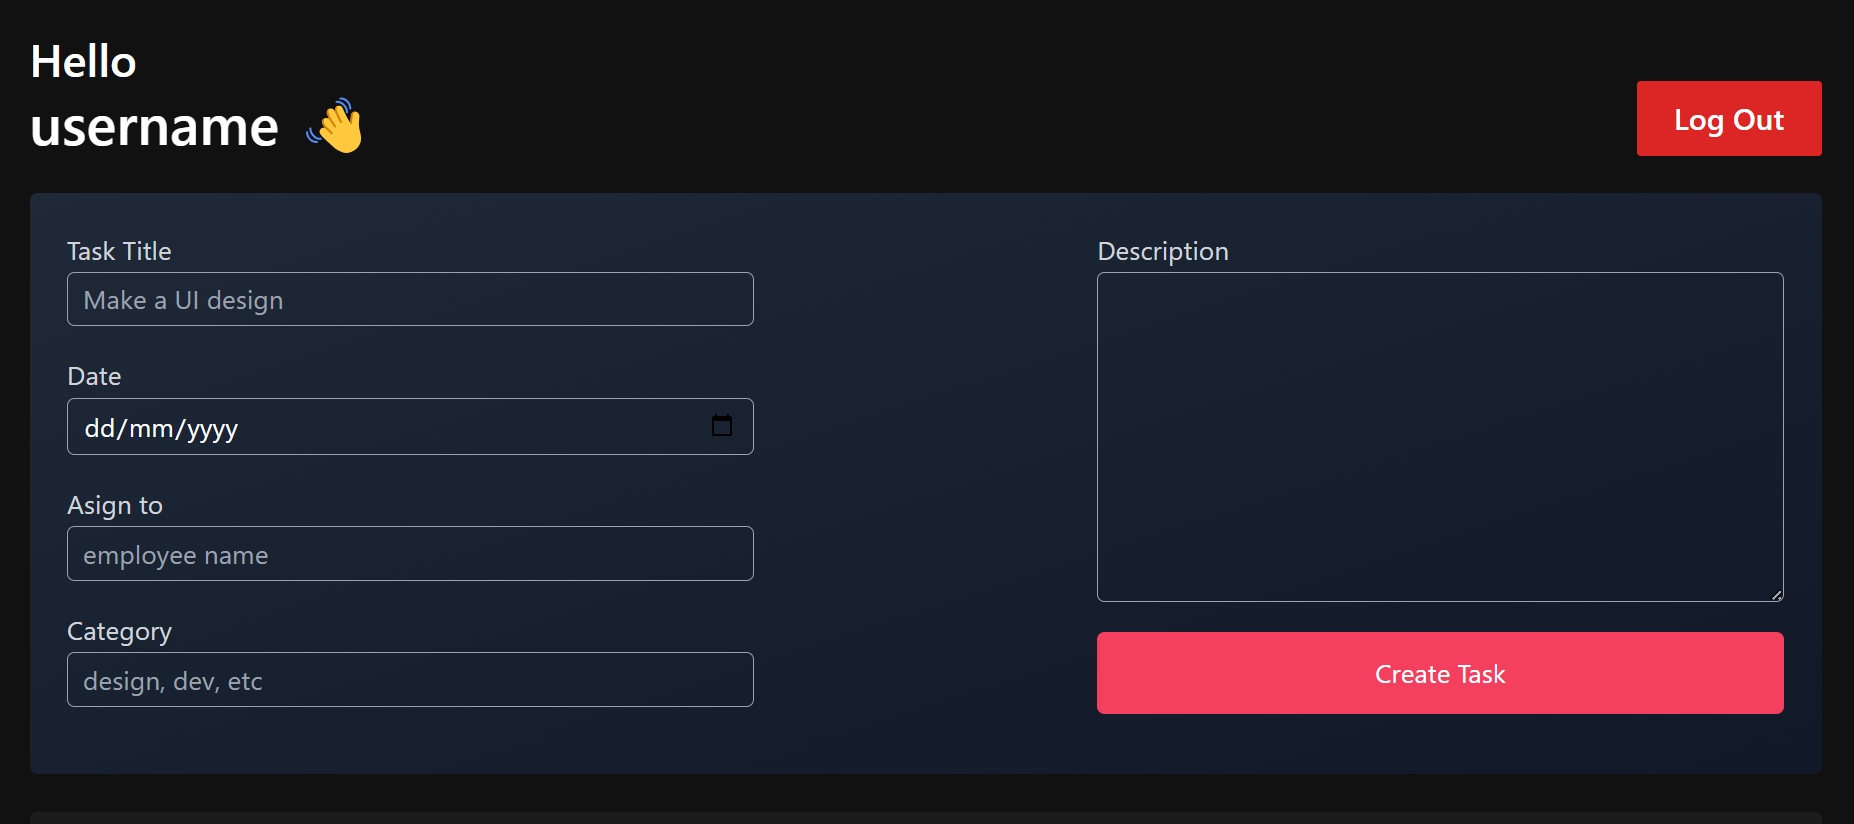 Hello
username 👋
Log Out
Task Title
Make a UI design
Date
dd/mm/yyyy
Asign to
employee name
Category
design, dev, etc
Description
Create Task